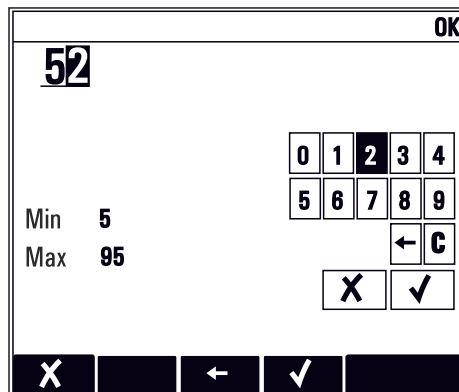 OK
52
0 1 2 3 4
5 6 7 8 9
Min 5
← C
Max 95
✗ ✓
✗ ← ✓